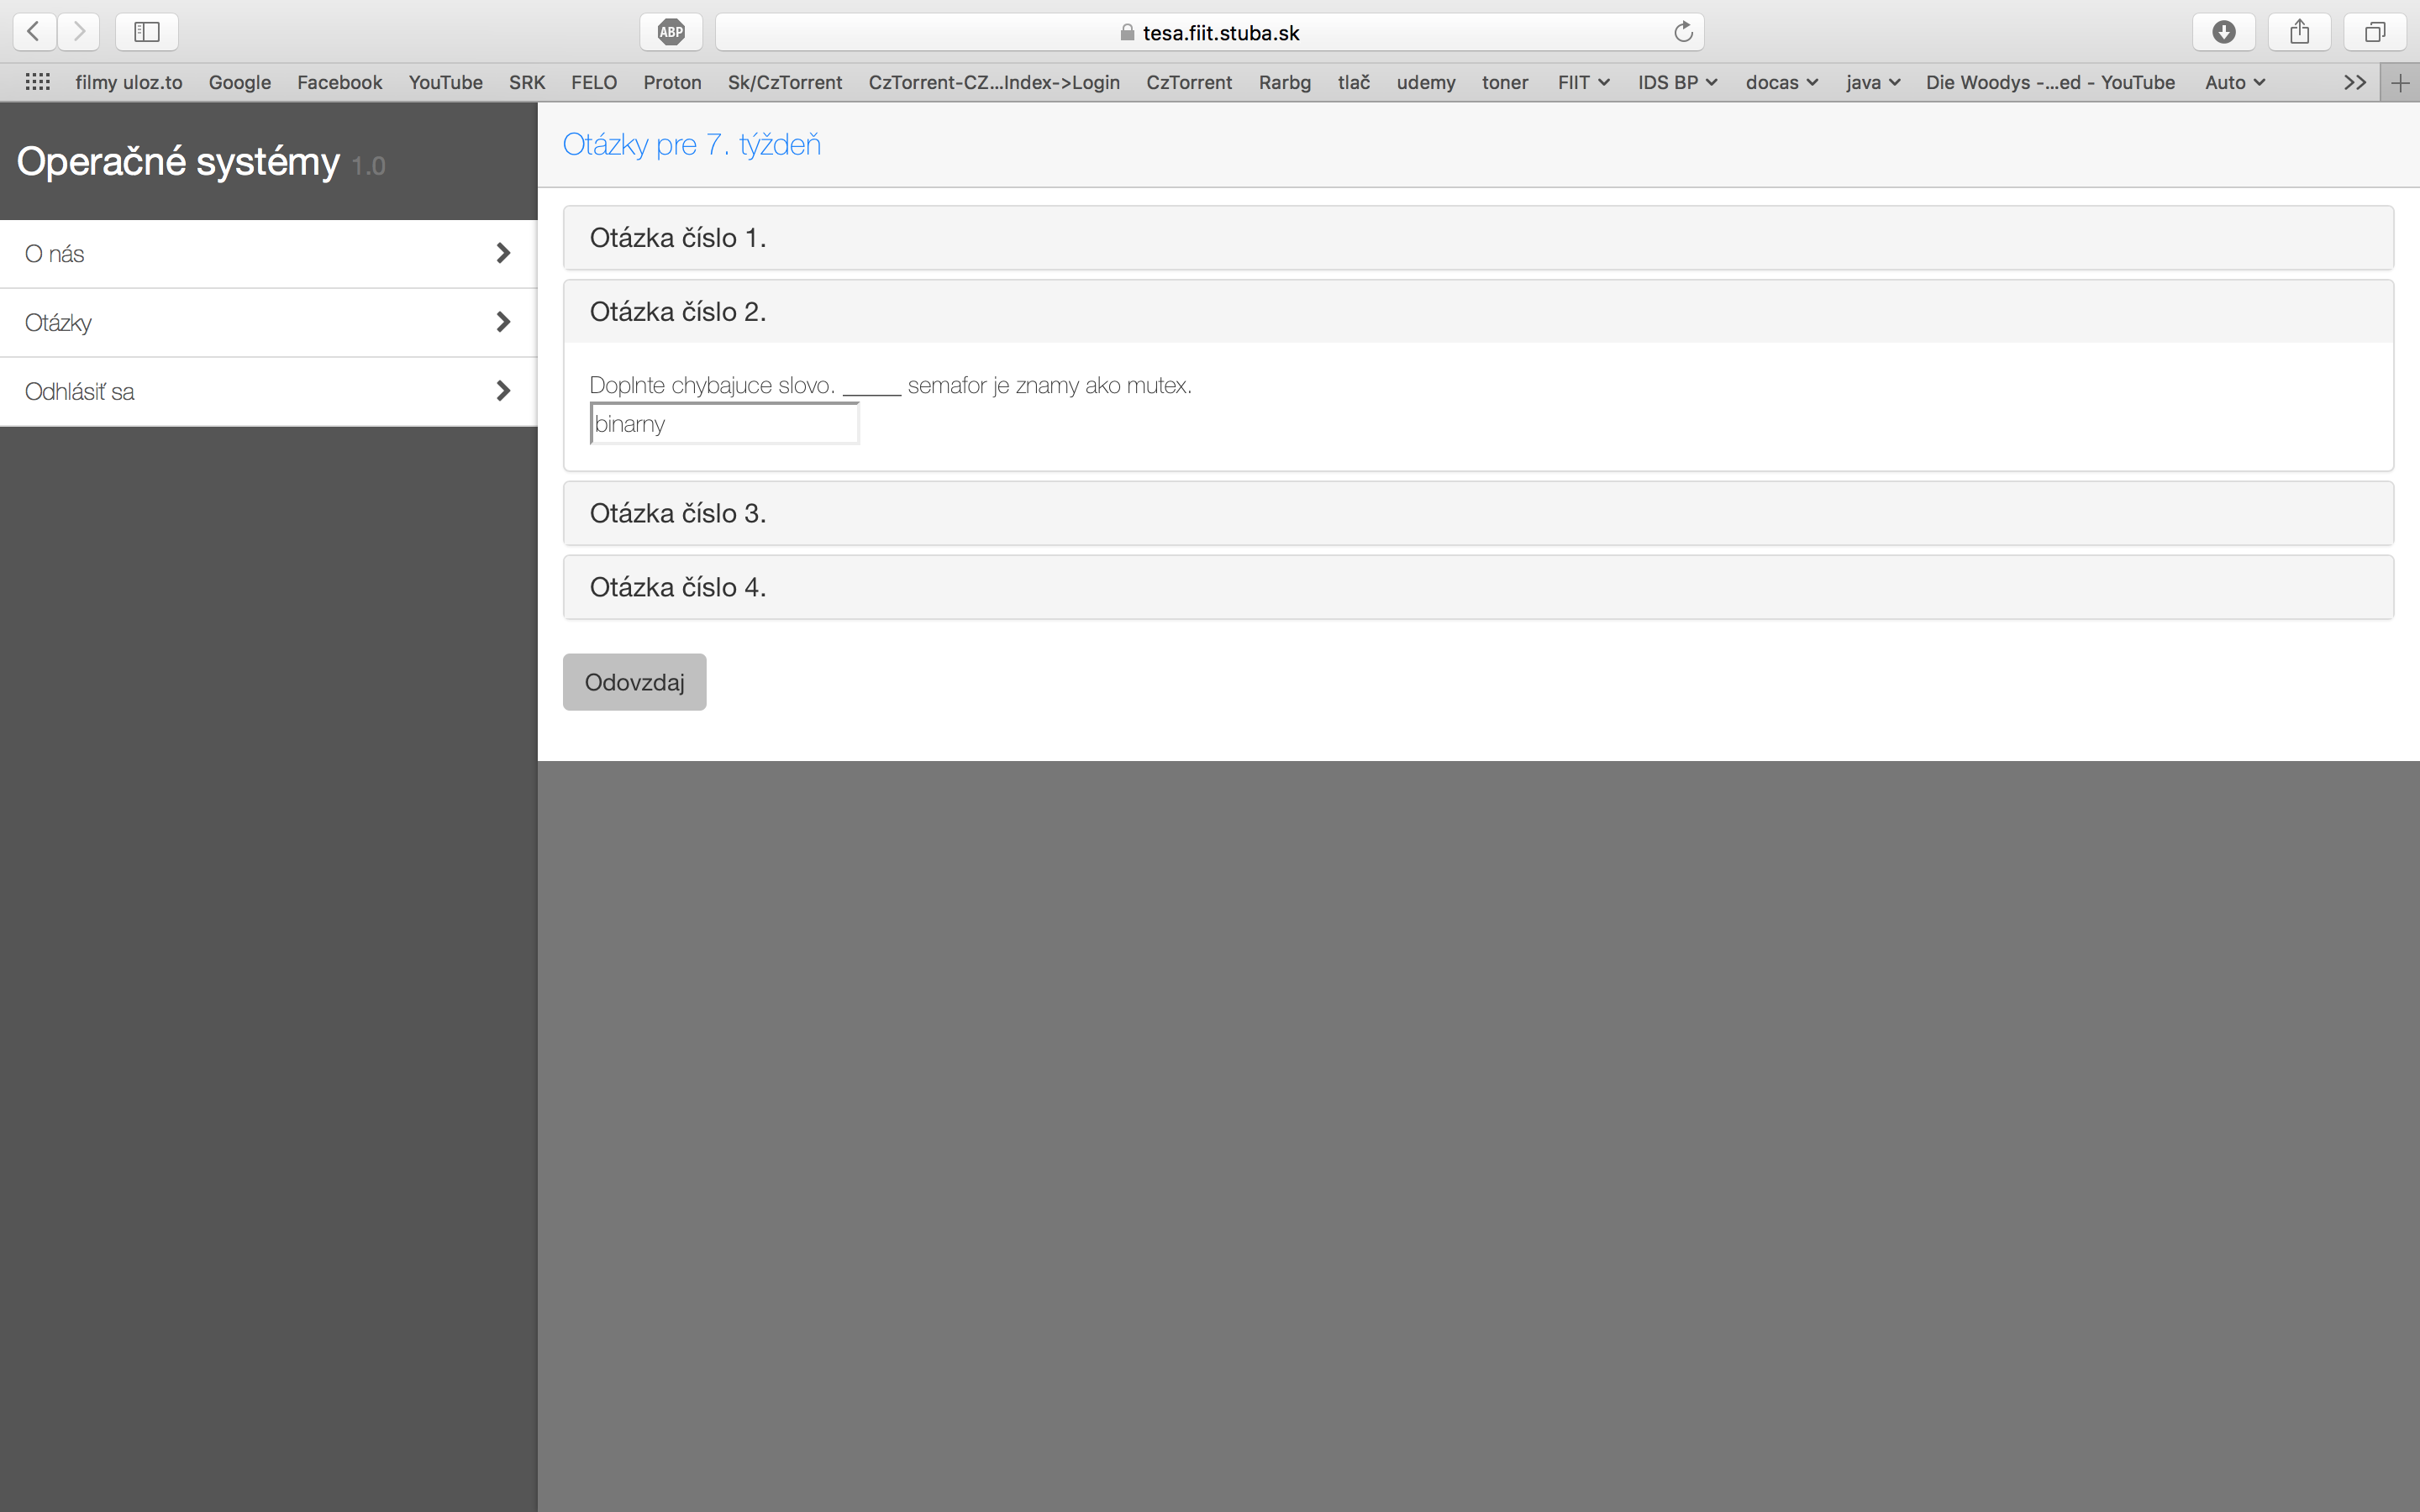 ABP
tesa.fiit.stuba.sk
filmy uloz.to Google Facebook YouTube SRK FELO Proton Sk/CzTorrent CzTorrent-CZ...Index->Login CzTorrent Rarbg tlač udemy toner FIIT IDS BP docas java Die Woodys -...ed - YouTube Auto
Operačné systémy 1.0
O nás
Otázky
Odhlásiť sa
Otázky pre 7. týždeň
Otázka číslo 1.
Otázka číslo 2.
Doplnte chybajuce slovo. _____ semafor je znamy ako mutex.
binarny
Otázka číslo 3.
Otázka číslo 4.
Odovzdaj